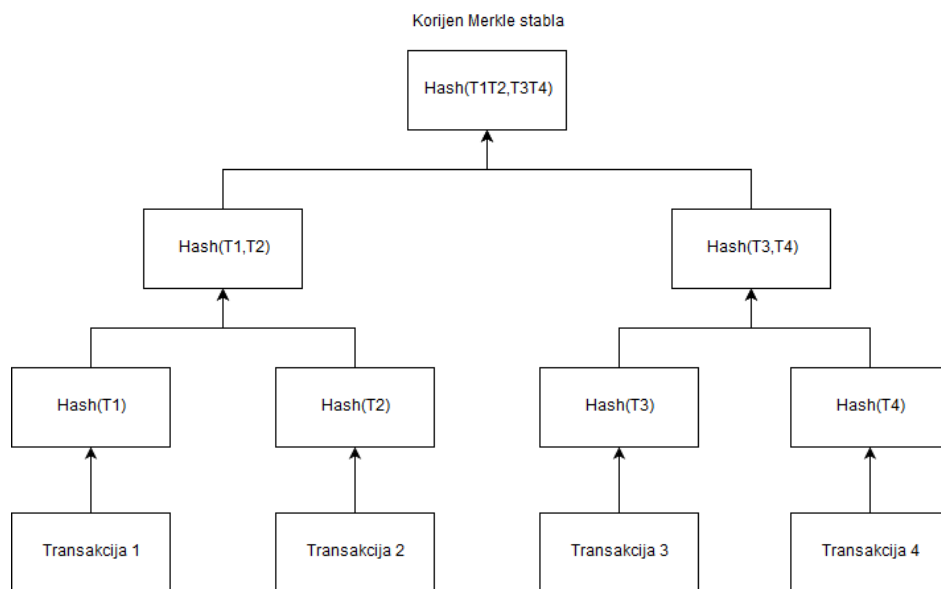 Korijen Merkle stabla
Hash(T1T2,T3T4)
Hash(T1,T2)
Hash(T3,T4)
Hash(T1)
Hash(T2)
Hash(T3)
Hash(T4)
Transakcija 1
Transakcija 2
Transakcija 3
Transakcija 4